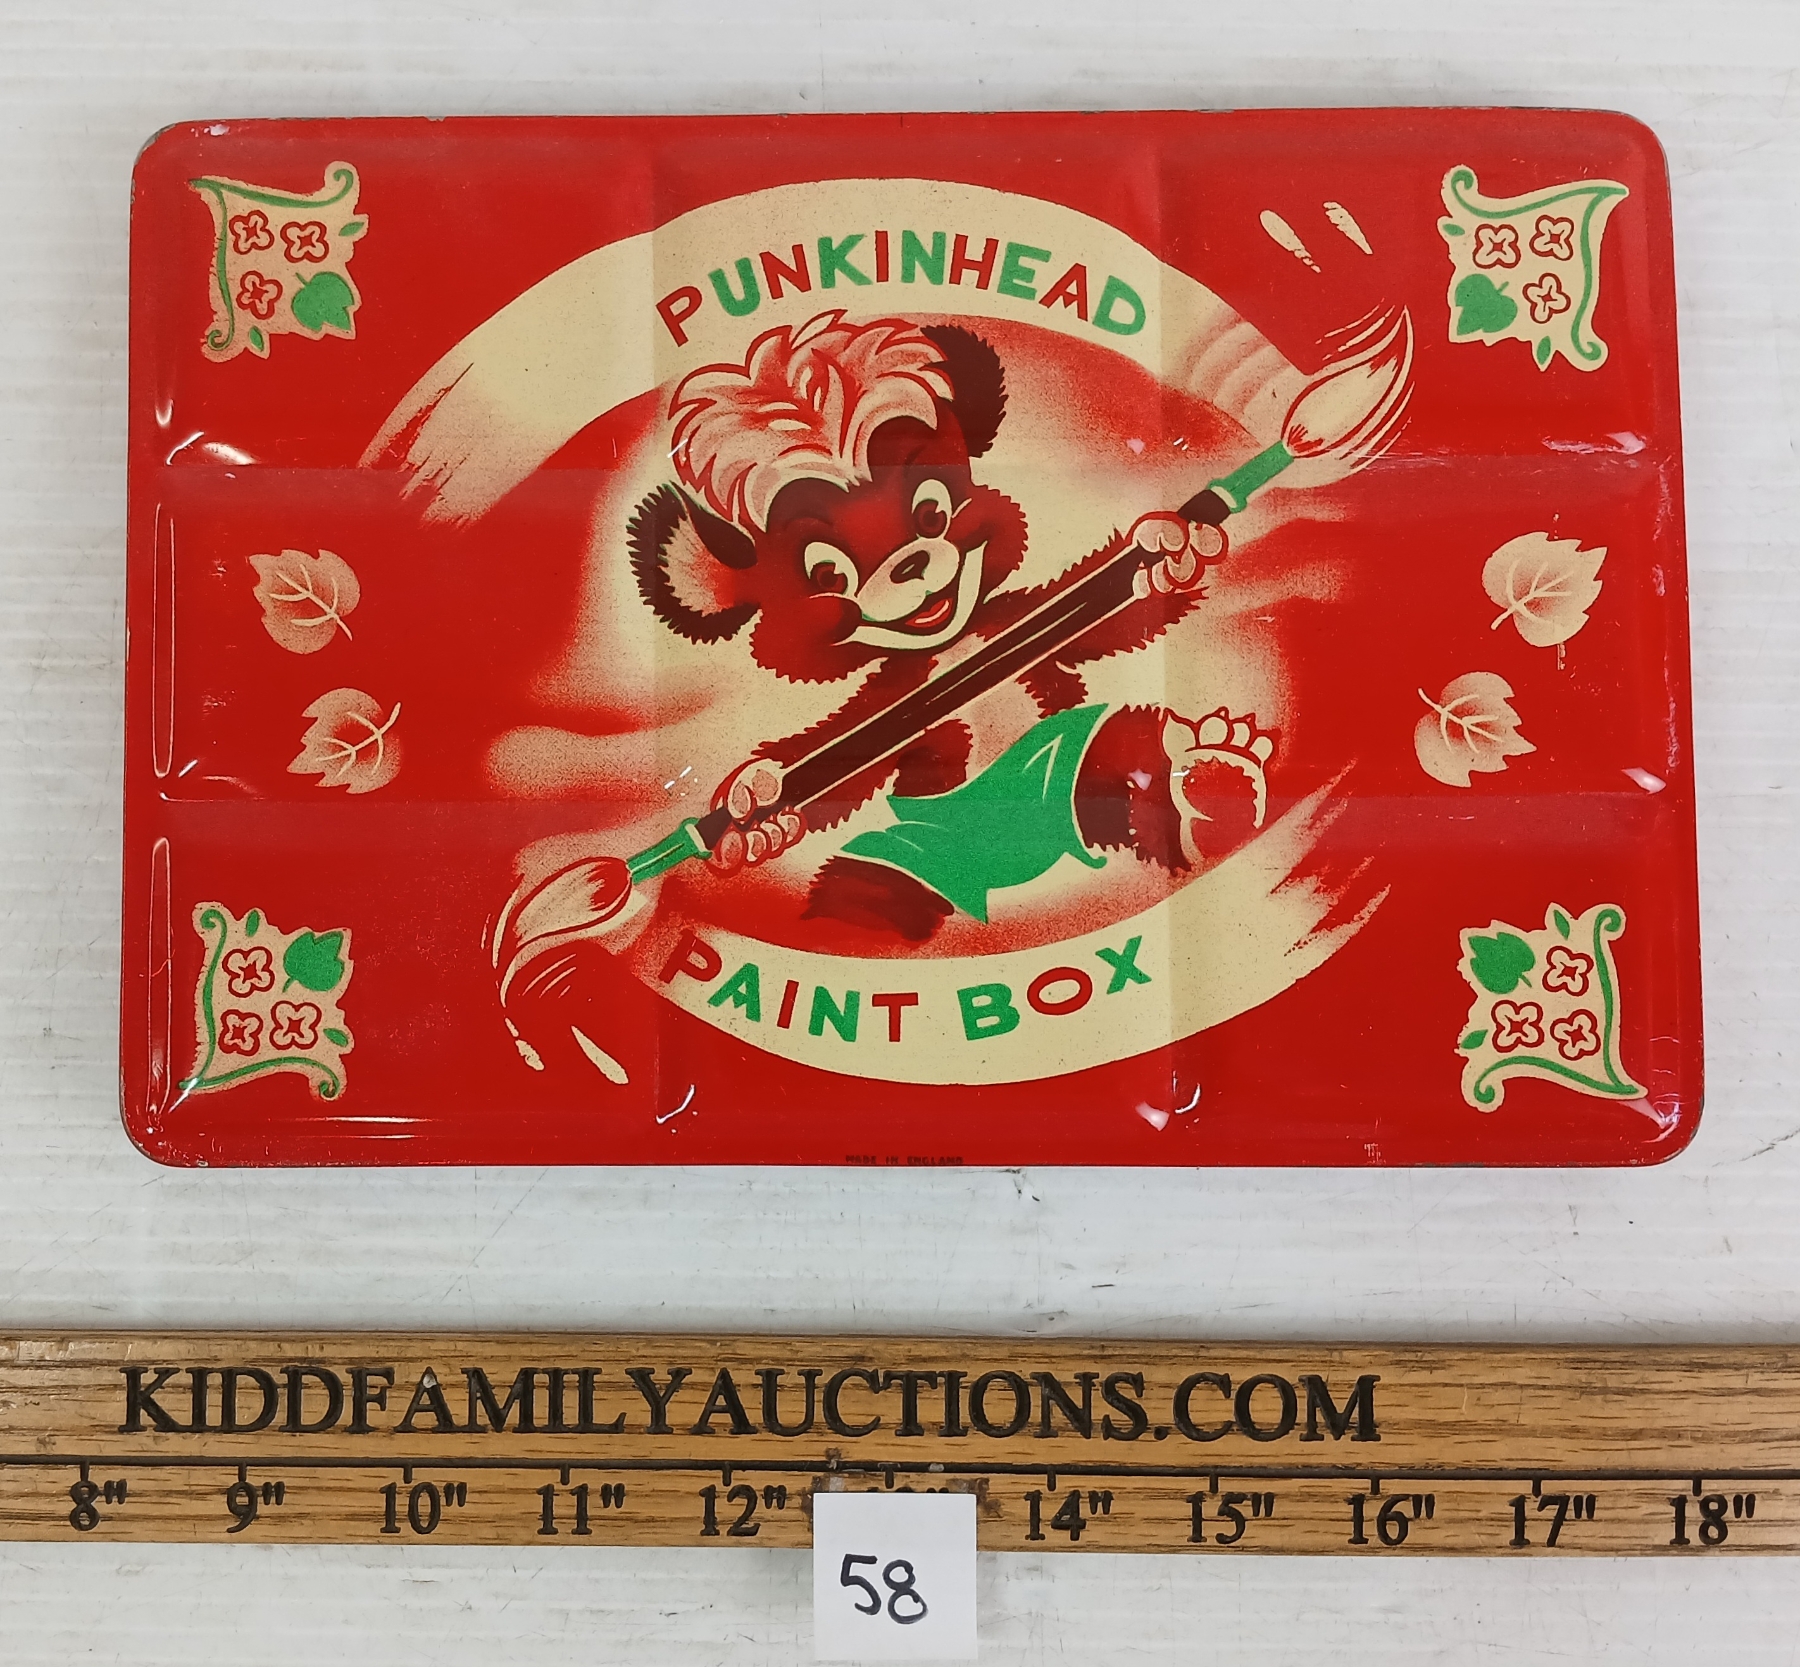 PUNKINHEAD
PAINT BOX
MADE IN ENGLAND
KIDDFAMILYAUCTIONS.COM
8" 9" 10" 11" 12" 14" 15" 16" 17" 18"
58